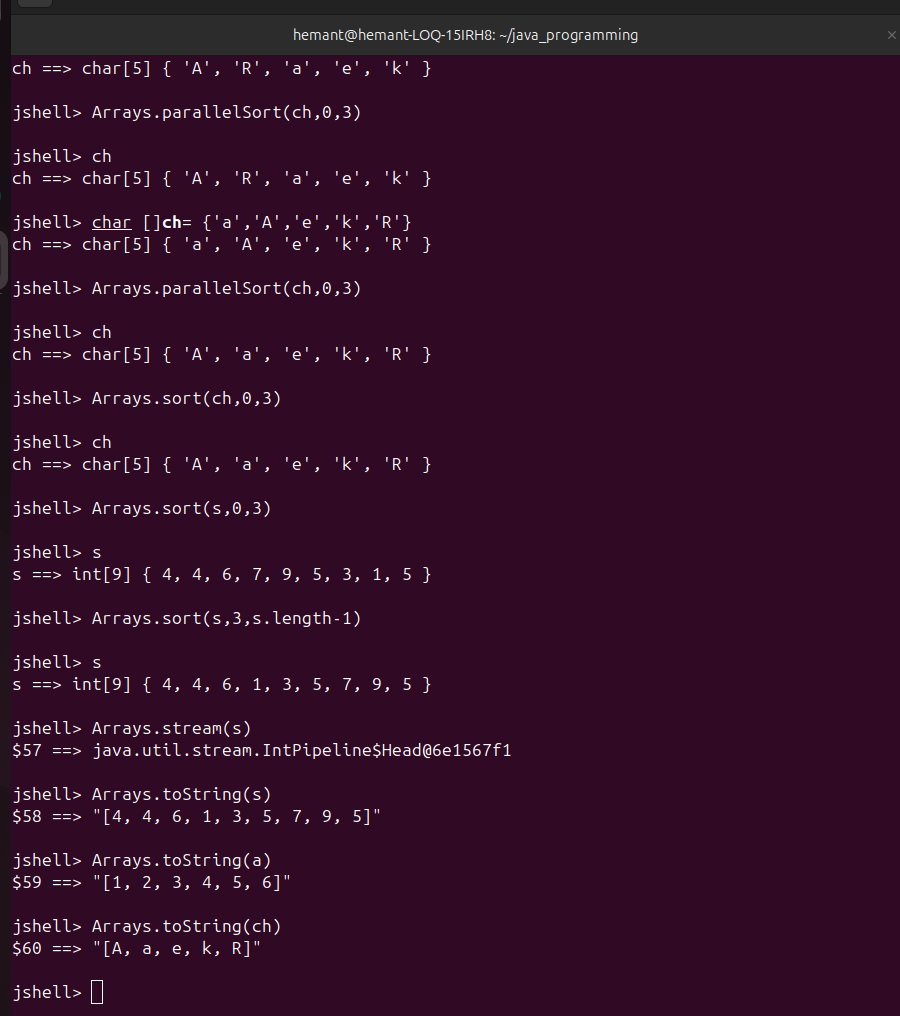 hemant@hemant-LOQ-15IRH8: ~/java_programming
ch ==> char[5] { 'A', 'R', 'a', 'e', 'k' }
jshell> Arrays.parallelSort(ch,0,3)
jshell> ch
ch ==> char[5] { 'A', 'R', 'a', 'e', 'k' }
jshell> char []ch= {'a','A','e','k','R'}
ch ==> char[5] { 'a', 'A', 'e', 'k', 'R' }
jshell> Arrays.parallelSort(ch,0,3)
jshell> ch
ch ==> char[5] { 'A', 'a', 'e', 'k', 'R' }
jshell> Arrays.sort(ch,0,3)
jshell> ch
ch ==> char[5] { 'A', 'a', 'e', 'k', 'R' }
jshell> Arrays.sort(s,0,3)
jshell> s
s ==> int[9] { 4, 4, 6, 7, 9, 5, 3, 1, 5 }
jshell> Arrays.sort(s,3,s.length-1)
jshell> s
s ==> int[9] { 4, 4, 6, 1, 3, 5, 7, 9, 5 }
jshell> Arrays.stream(s)
$57 ==> java.util.stream.IntPipeline$Head@6e1567f1
jshell> Arrays.toString(s)
$58 ==> "[4, 4, 6, 1, 3, 5, 7, 9, 5]"
jshell> Arrays.toString(a)
$59 ==> "[1, 2, 3, 4, 5, 6]"
jshell> Arrays.toString(ch)
$60 ==> "[A, a, e, k, R]"
jshell>